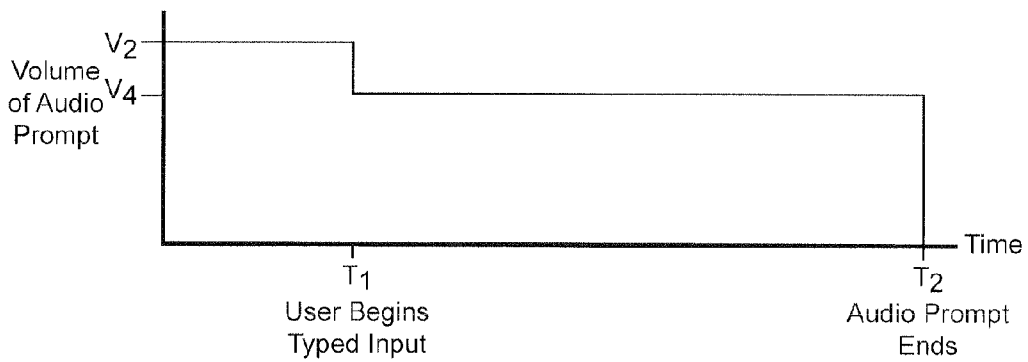 V2
Volume
of Audio
Prompt
V4
Time
T1
User Begins
Typed Input
T2
Audio Prompt
Ends